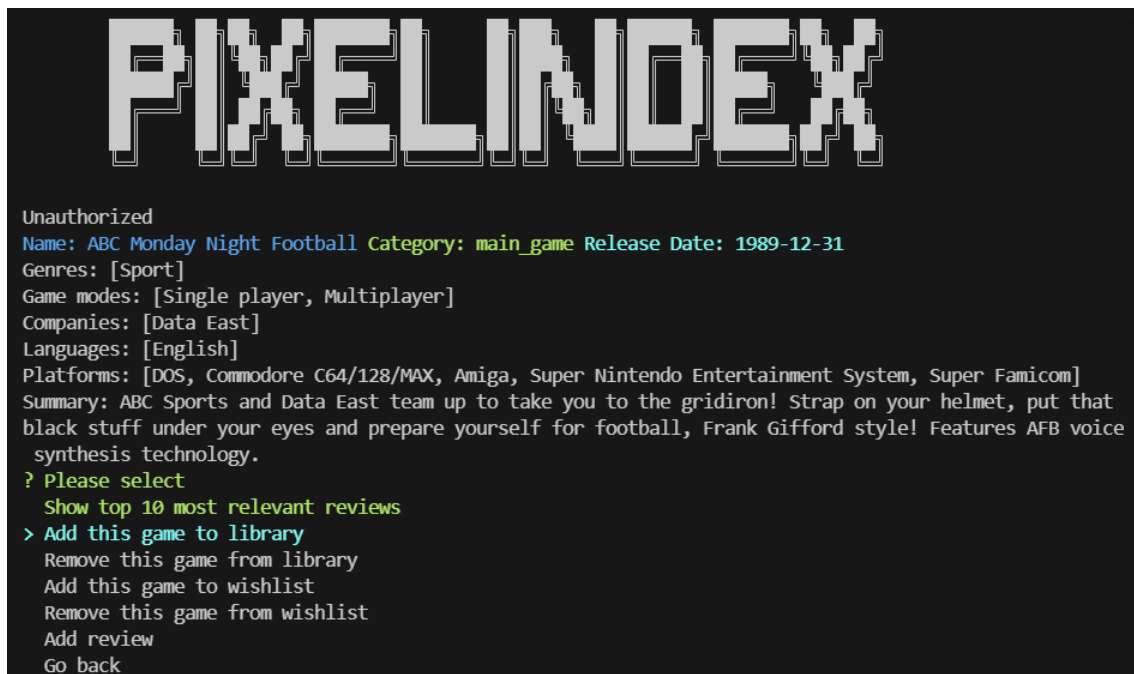 PIXELINDEX
Unauthorized
Name: ABC Monday Night Football Category: main_game Release Date: 1989-12-31
Genres: [Sport]
Game modes: [Single player, Multiplayer]
Companies: [Data East]
Languages: [English]
Platforms: [DOS, Commodore C64/128/MAX, Amiga, Super Nintendo Entertainment System, Super Famicom]
Summary: ABC Sports and Data East team up to take you to the gridiron! Strap on your helmet, put that
black stuff under your eyes and prepare yourself for football, Frank Gifford style! Features AFB voice
synthesis technology.
? Please select
Show top 10 most relevant reviews
> Add this game to library
Remove this game from library
Add this game to wishlist
Remove this game from wishlist
Add review
Go back